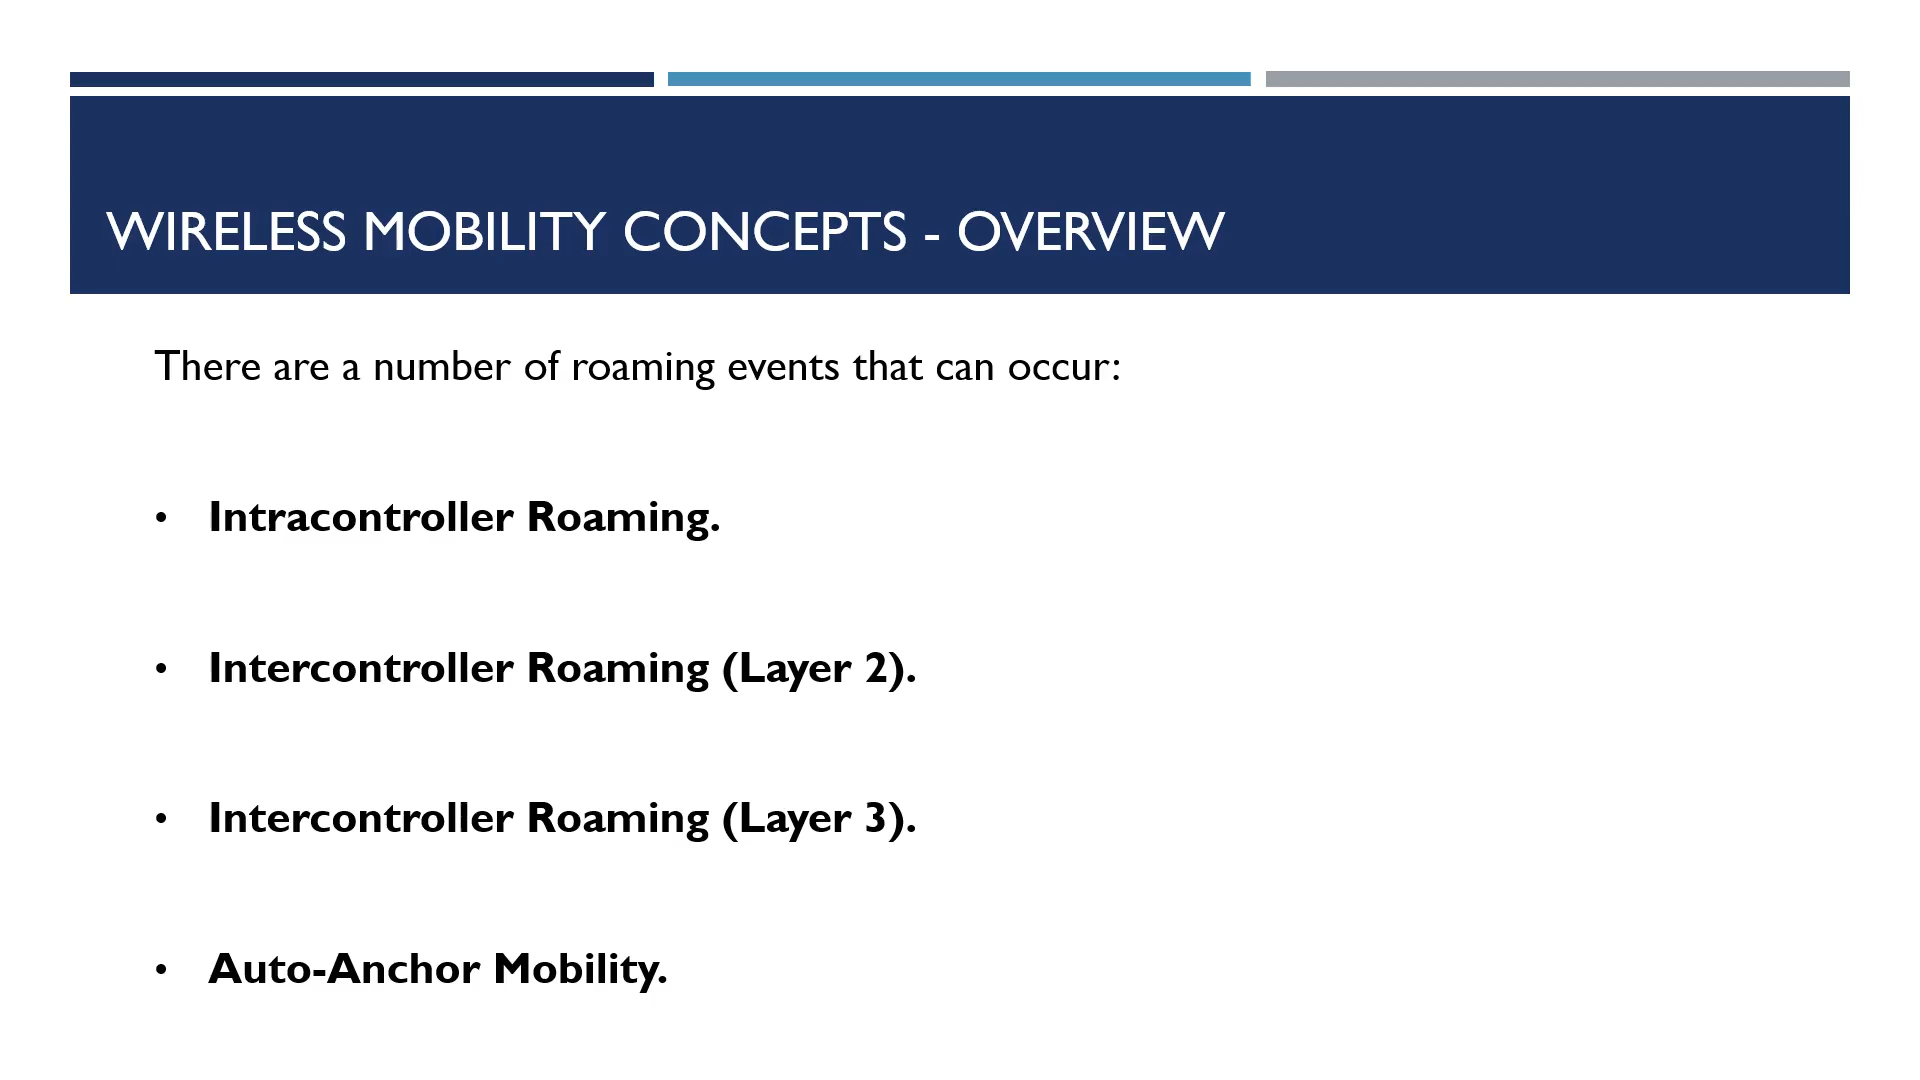 WIRELESS MOBILITY CONCEPTS - OVERVIEW
There are a number of roaming events that can occur:
• Intracontroller Roaming.
• Intercontroller Roaming (Layer 2).
• Intercontroller Roaming (Layer 3).
• Auto-Anchor Mobility.